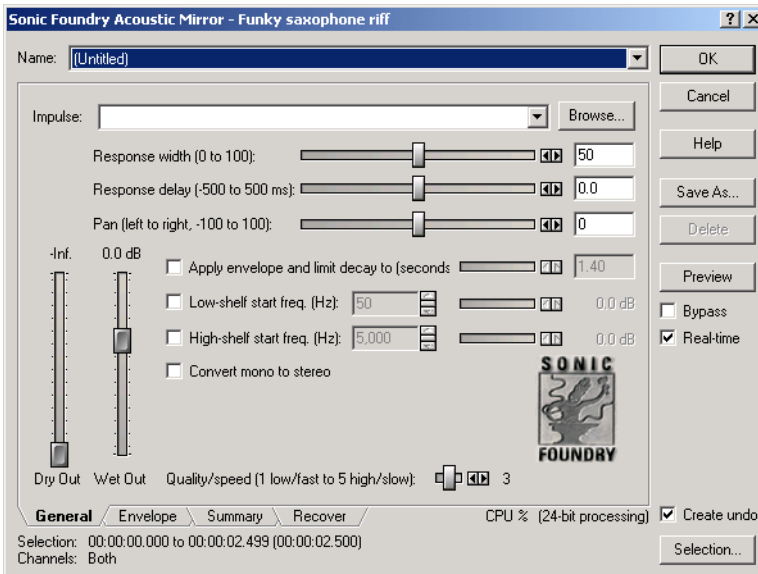 Sonic Foundry Acoustic Mirror - Funky saxophone riff
Name: (Untitled)
OK
Cancel
Impulse: Browse...
Help
Response width (0 to 100): 50
Response delay (-500 to 500 ms): 0.0
Save As...
Pan (left to right, -100 to 100): 0
Delete
-Inf. 0.0 dB
Apply envelope and limit decay to (seconds 1.40
Preview
Low-shelf start freq. (Hz): 50 0.0 dB
Bypass
High-shelf start freq. (Hz): 5,000 0.0 dB
Real-time
Convert mono to stereo
SONIC
FOUNDRY
Dry Out Wet Out Quality/speed (1 low/fast to 5 high/slow): 3
General Envelope Summary Recover CPU % (24-bit processing)
Create undo
Selection: 00:00:00.000 to 00:00:02.499 (00:00:02.500)
Channels: Both
Selection...